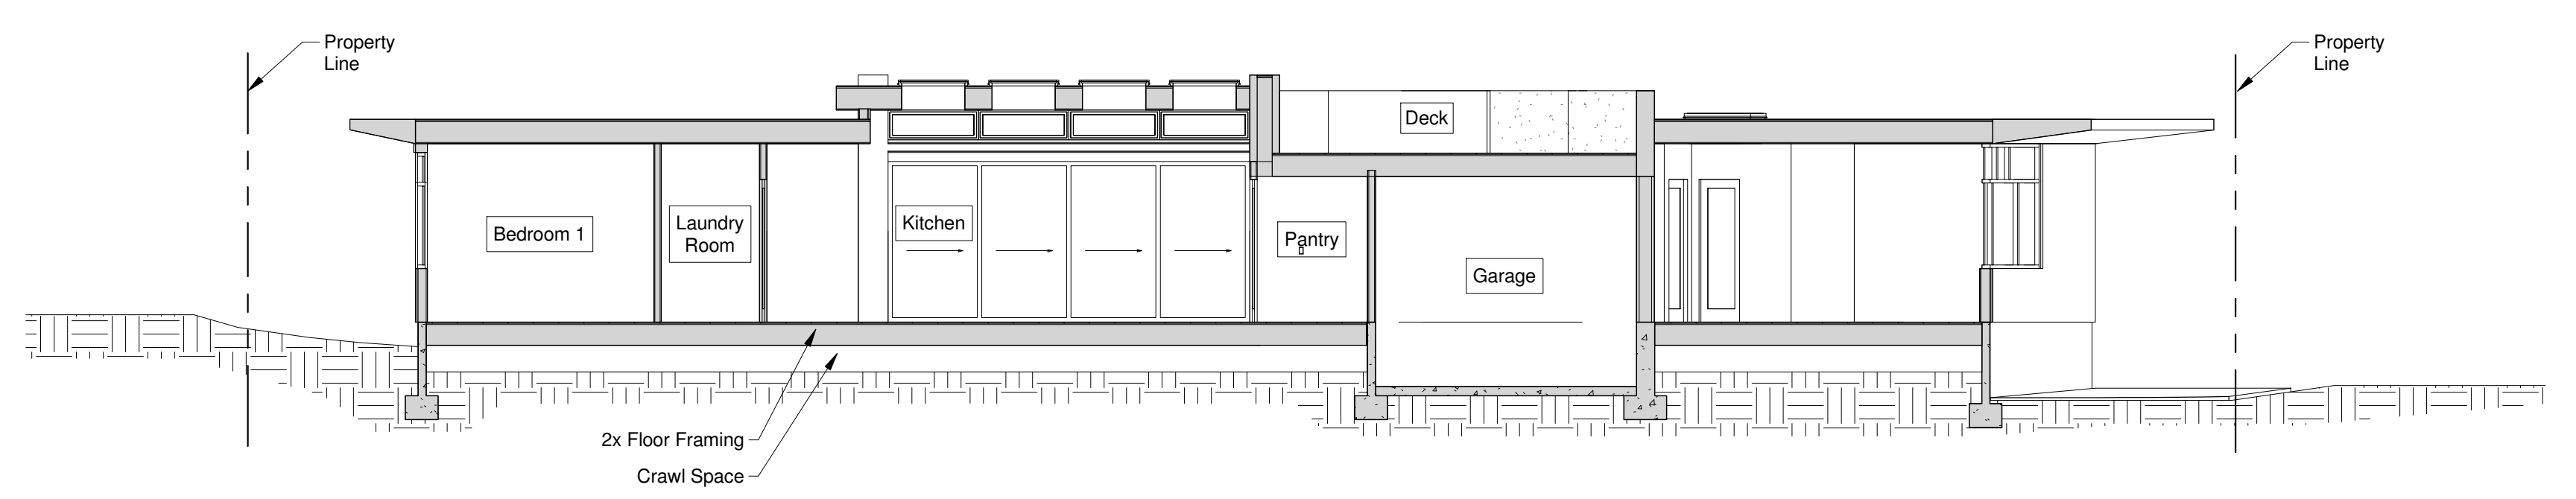 Property
Line
Property
Line
Deck
Bedroom 1
Laundry
Room
Kitchen
Pantry
Garage
2x Floor Framing
Crawl Space